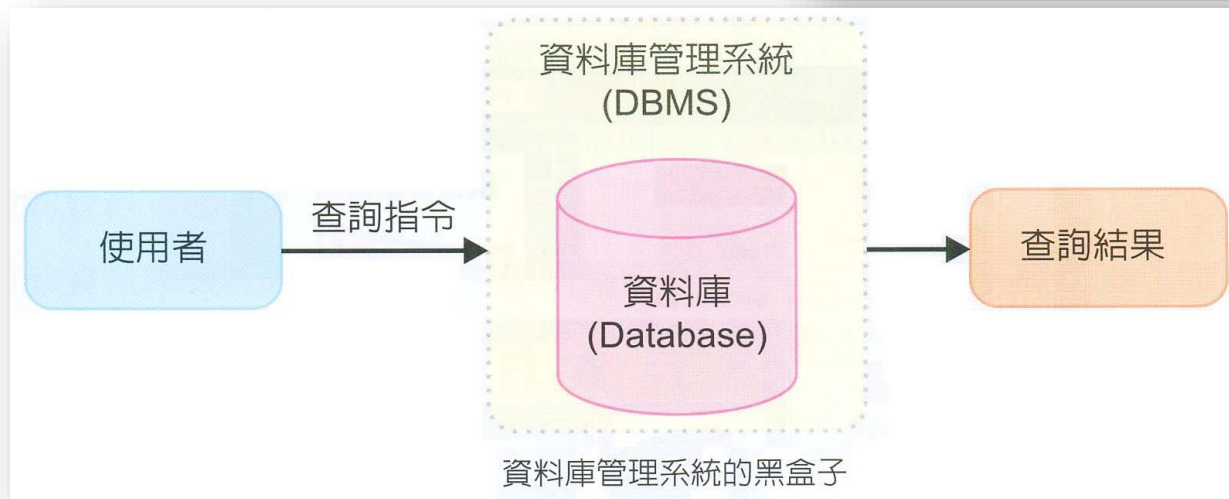 使用者
查詢指令
資料庫管理系統
(DBMS)
資料庫
(Database)
查詢結果
資料庫管理系統的黑盒子